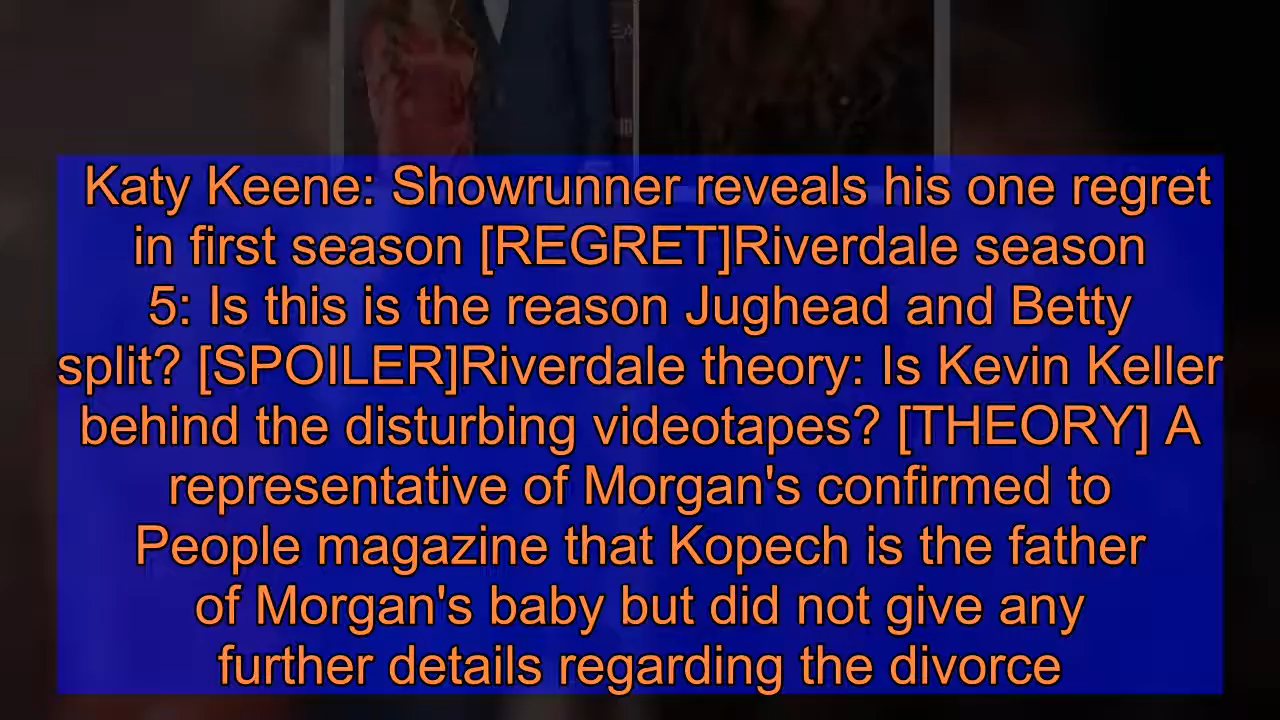 Katy Keene: Showrunner reveals his one regret
in first season [REGRET]Riverdale season
5: Is this is the reason Jughead and Betty
split? [SPOILER]Riverdale theory: Is Kevin Keller
behind the disturbing videotapes? [THEORY] A
representative of Morgan's confirmed to
People magazine that Kopech is the father
of Morgan's baby but did not give any
further details regarding the divorce